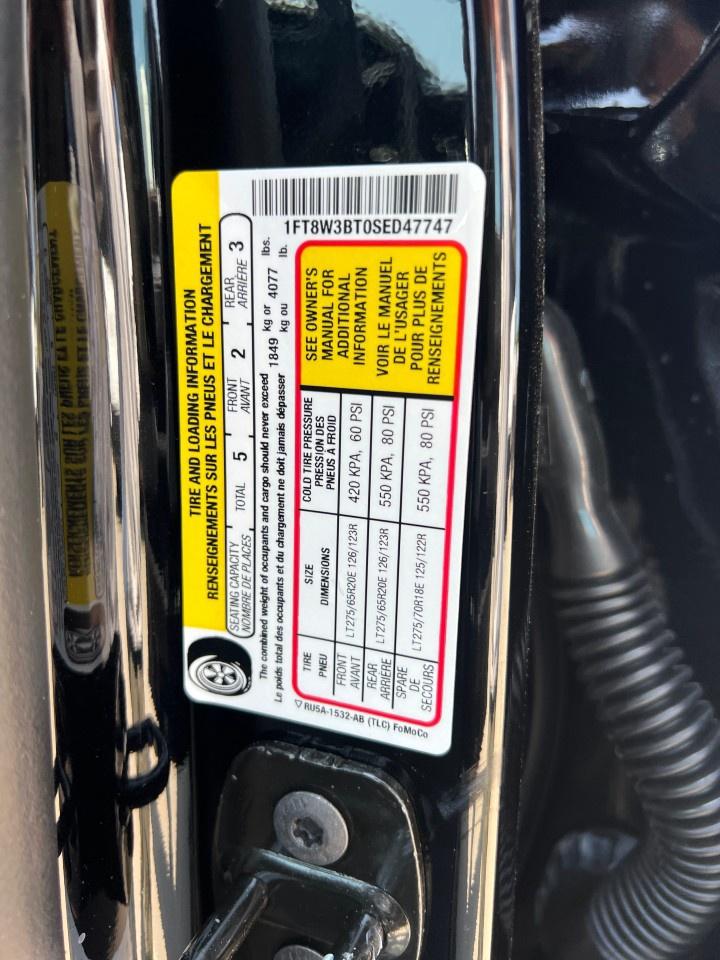 1FT8W3BT0SED47747
TIRE AND LOADING INFORMATION
RENSEIGNEMENTS SUR LES PNEUS ET LE CHARGEMENT
SEATING CAPACITY
NOMBRE DE PLACES
TOTAL 5
FRONT
AVANT
2
REAR
ARRIÈRE
3
The combined weight of occupants and cargo should never exceed 1849 kg or 4077 lbs.
Le poids total des occupants et du chargement ne doit jamais dépasser kg ou lb.
TIRE
PNEU
SIZE
DIMENSIONS
COLD TIRE PRESSURE
PRESSION DES
PNEUS À FROID
FRONT
AVANT
LT275/65R20E 126/123R
420 KPA, 60 PSI
REAR
ARRIÈRE
LT275/65R20E 126/123R
550 KPA, 80 PSI
SPARE
DE
SECOURS
LT275/70R18E 125/122R
550 KPA, 80 PSI
SEE OWNER'S
MANUAL FOR
ADDITIONAL
INFORMATION
VOIR LE MANUEL
DE L'USAGER
POUR PLUS DE
RENSEIGNEMENTS
RU5A-1532-AB (TLC) FoMoCo